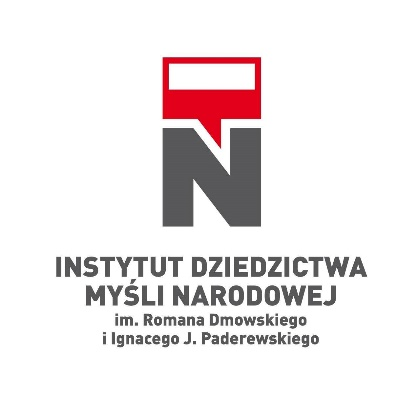 N
INSTYTUT DZIEDZICTWA
MYŚLI NARODOWEJ
im. Romana Dmowskiego
i Ignacego J. Paderewskiego